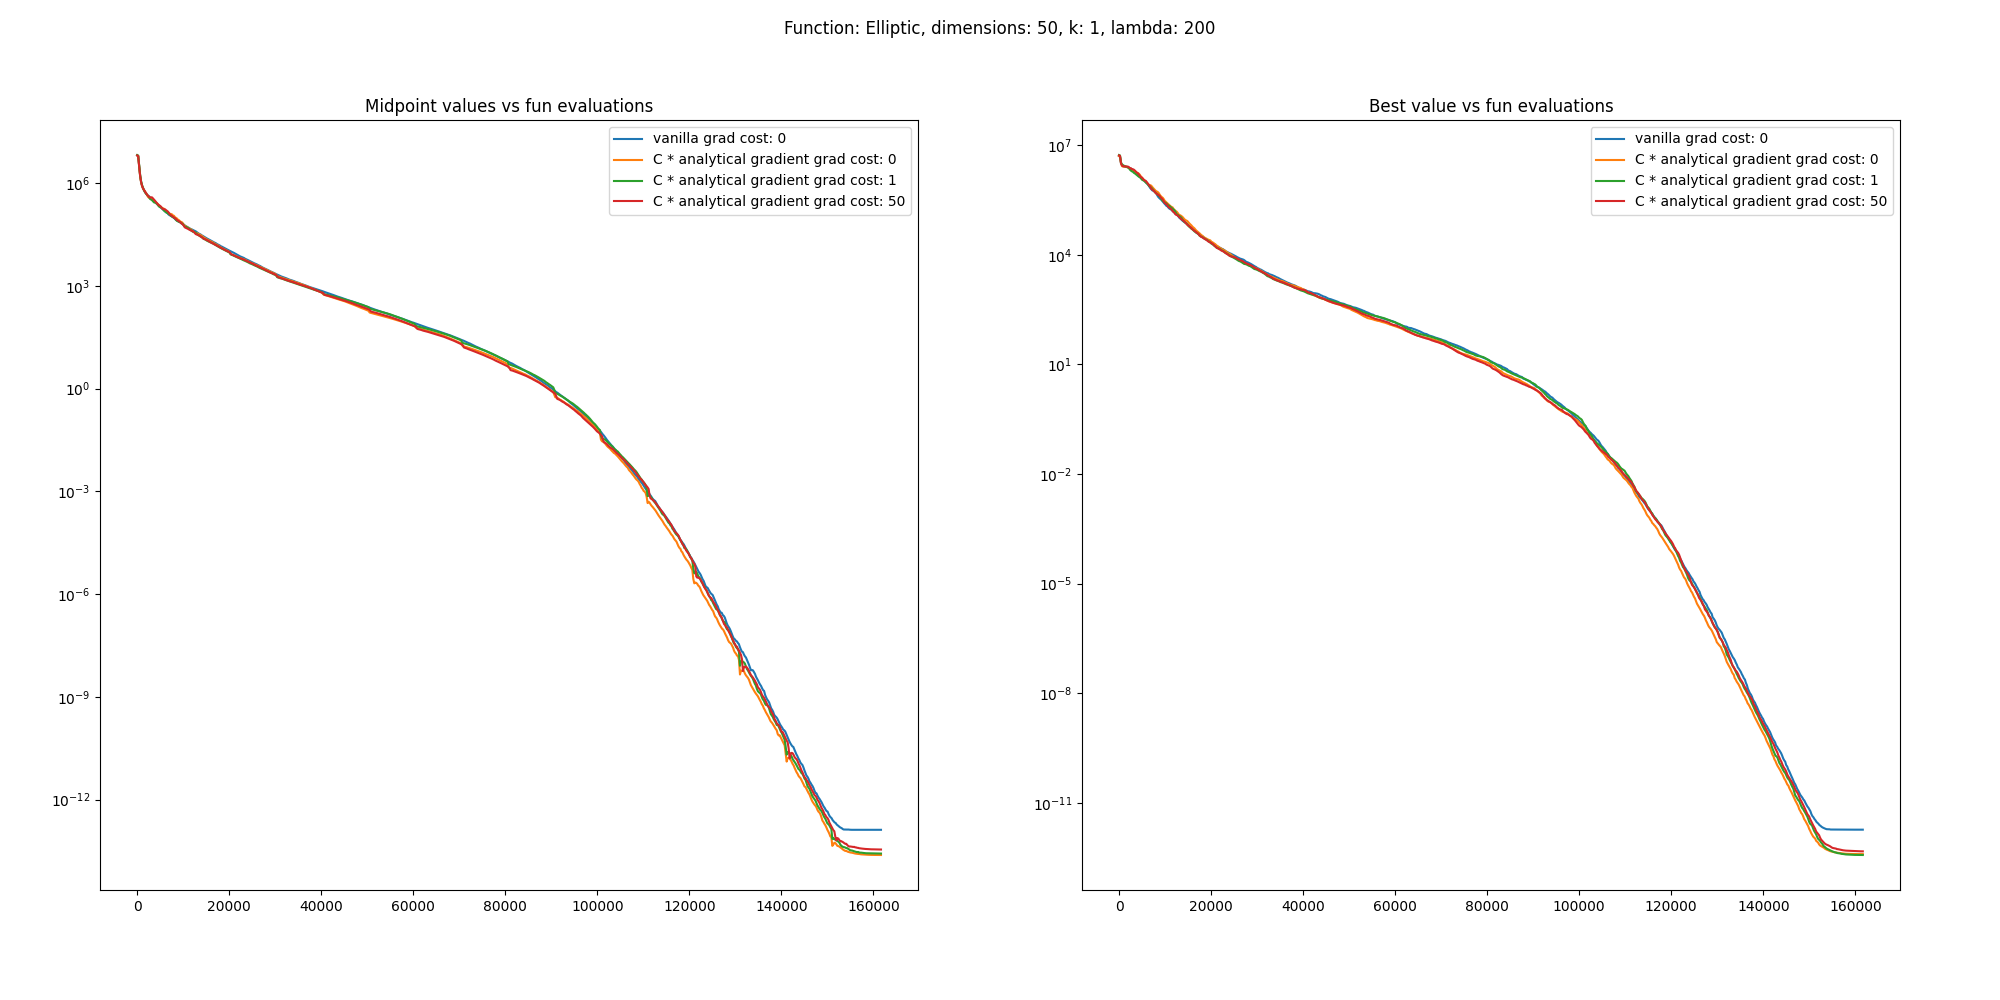 Function: Elliptic, dimensions: 50, k: 1, lambda: 200
Midpoint values vs fun evaluations
vanilla grad cost: 0
C * analytical gradient grad cost: 0
C * analytical gradient grad cost: 1
C * analytical gradient grad cost: 50
10^6
10^3
10^0
10^−3
10^−6
10^−9
10^−12
0 20000 40000 60000 80000 100000 120000 140000 160000
Best value vs fun evaluations
vanilla grad cost: 0
C * analytical gradient grad cost: 0
C * analytical gradient grad cost: 1
C * analytical gradient grad cost: 50
10^7
10^4
10^1
10^−2
10^−5
10^−8
10^−11
0 20000 40000 60000 80000 100000 120000 140000 160000